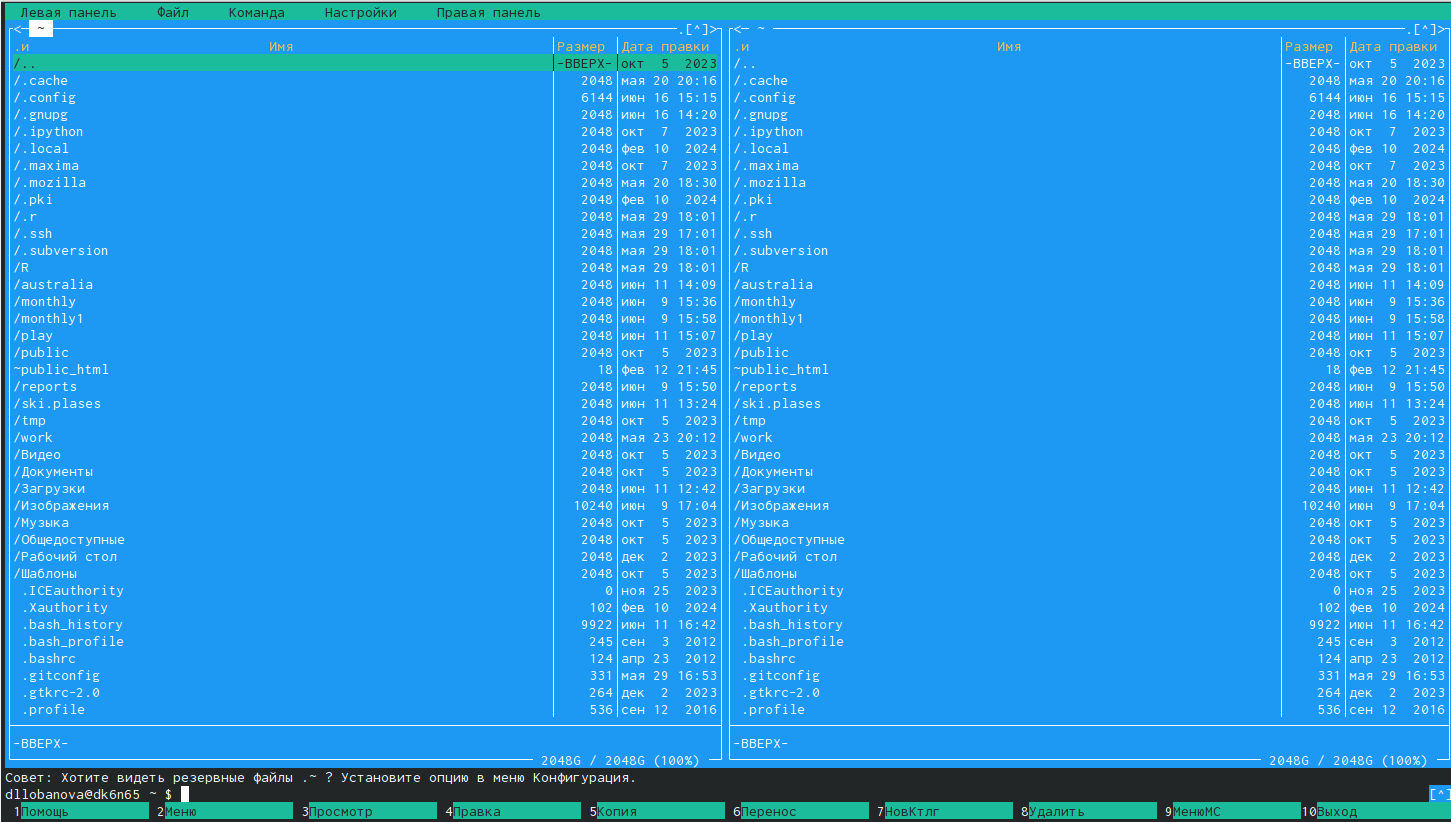 Левая панель Файл Команда Настройки Правая панель
<— ~ .[^]> <— ~ .[^]>
.и Имя Размер Дата правки .и Имя Размер Дата правки
/.. -ВВЕРХ- окт 5 2023 /.. -ВВЕРХ- окт 5 2023
/.cache 2048 мая 20 20:16 /.cache 2048 мая 20 20:16
/.config 6144 июн 16 15:15 /.config 6144 июн 16 15:15
/.gnupg 2048 июн 16 14:20 /.gnupg 2048 июн 16 14:20
/.ipython 2048 окт 7 2023 /.ipython 2048 окт 7 2023
/.local 2048 фев 10 2024 /.local 2048 фев 10 2024
/.maxima 2048 окт 7 2023 /.maxima 2048 окт 7 2023
/.mozilla 2048 мая 20 18:30 /.mozilla 2048 мая 20 18:30
/.pki 2048 фев 10 2024 /.pki 2048 фев 10 2024
/.r 2048 мая 29 18:01 /.r 2048 мая 29 18:01
/.ssh 2048 мая 29 17:01 /.ssh 2048 мая 29 17:01
/.subversion 2048 мая 29 18:01 /.subversion 2048 мая 29 18:01
/R 2048 мая 29 18:01 /R 2048 мая 29 18:01
/australia 2048 июн 11 14:09 /australia 2048 июн 11 14:09
/monthly 2048 июн 9 15:36 /monthly 2048 июн 9 15:36
/monthly1 2048 июн 9 15:58 /monthly1 2048 июн 9 15:58
/play 2048 июн 11 15:07 /play 2048 июн 11 15:07
/public 2048 окт 5 2023 /public 2048 окт 5 2023
~public_html 18 фев 12 21:45 ~public_html 18 фев 12 21:45
/reports 2048 июн 9 15:50 /reports 2048 июн 9 15:50
/ski.plases 2048 июн 11 13:24 /ski.plases 2048 июн 11 13:24
/tmp 2048 окт 5 2023 /tmp 2048 окт 5 2023
/work 2048 мая 23 20:12 /work 2048 мая 23 20:12
/Видео 2048 окт 5 2023 /Видео 2048 окт 5 2023
/Документы 2048 окт 5 2023 /Документы 2048 окт 5 2023
/Загрузки 2048 июн 11 12:42 /Загрузки 2048 июн 11 12:42
/Изображения 10240 июн 9 17:04 /Изображения 10240 июн 9 17:04
/Музыка 2048 окт 5 2023 /Музыка 2048 окт 5 2023
/Общедоступные 2048 окт 5 2023 /Общедоступные 2048 окт 5 2023
/Рабочий стол 2048 дек 2 2023 /Рабочий стол 2048 дек 2 2023
/Шаблоны 2048 окт 5 2023 /Шаблоны 2048 окт 5 2023
.ICEauthority 0 ноя 25 2023 .ICEauthority 0 ноя 25 2023
.Xauthority 102 фев 10 2024 .Xauthority 102 фев 10 2024
.bash_history 9922 июн 11 16:42 .bash_history 9922 июн 11 16:42
.bash_profile 245 сен 3 2012 .bash_profile 245 сен 3 2012
.bashrc 124 апр 23 2012 .bashrc 124 апр 23 2012
.gitconfig 331 мая 29 16:53 .gitconfig 331 мая 29 16:53
.gtkrc-2.0 264 дек 2 2023 .gtkrc-2.0 264 дек 2 2023
.profile 536 сен 12 2016 .profile 536 сен 12 2016
-ВВЕРХ- -ВВЕРХ-
2048G / 2048G (100%) 2048G / 2048G (100%)
Совет: Хотите видеть резервные файлы .~ ? Установите опцию в меню Конфигурация.
dllobanova@dk6n65 ~ $ [^]
1Помощь 2Меню 3Просмотр 4Правка 5Копия 6Перенос 7НовКтлг 8Удалить 9МенюМС 10Выход